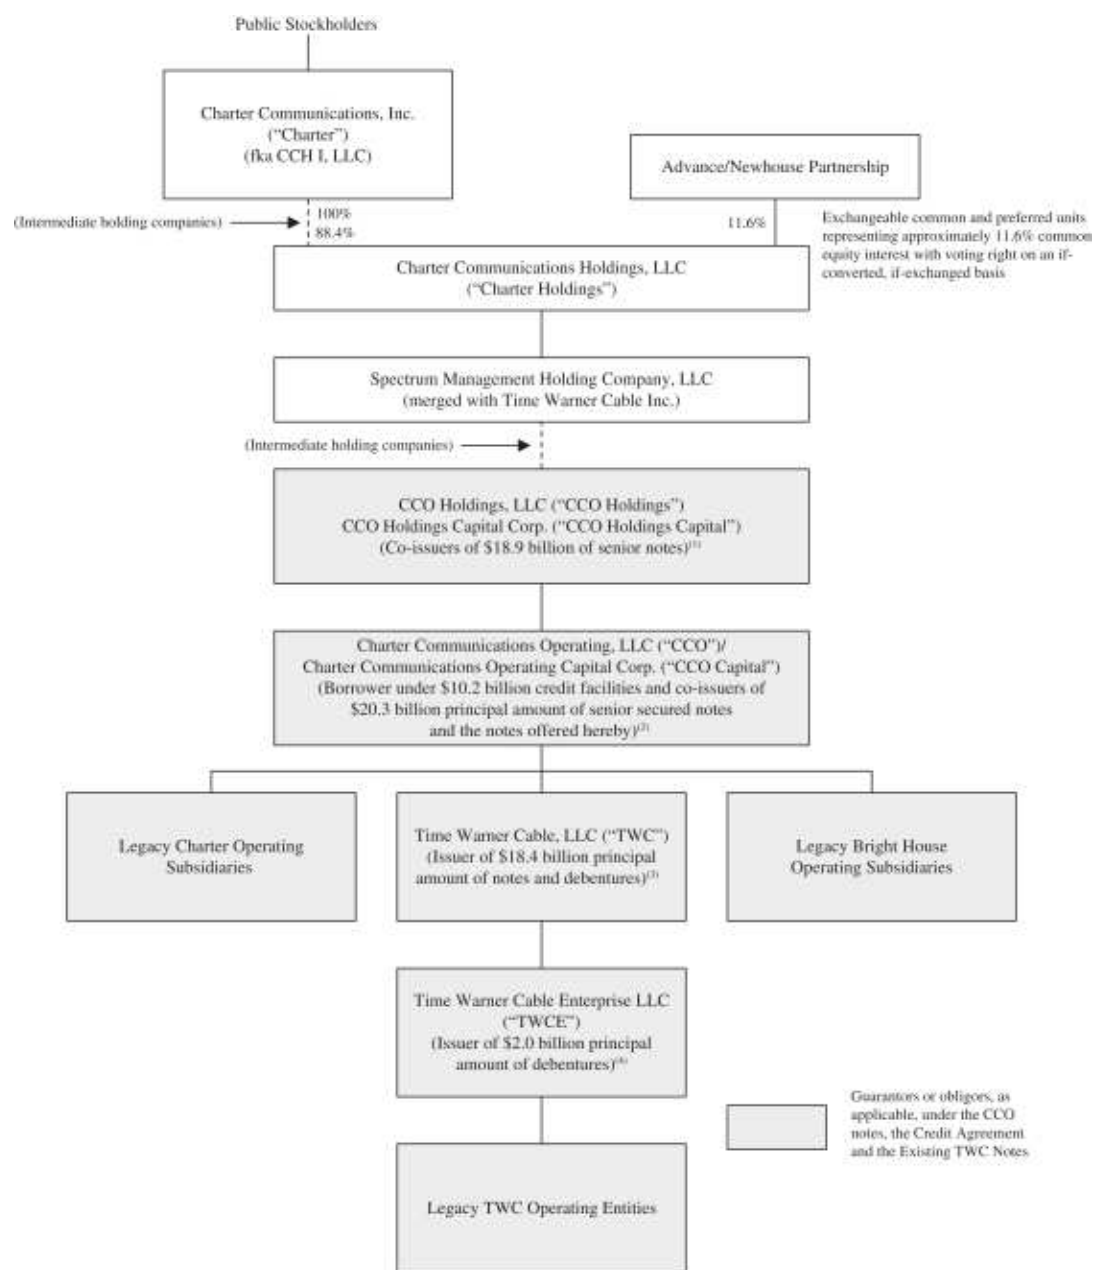 Public Stockholders
Charter Communications, Inc.
(“Charter”)
(fka CCH I, LLC)
Advance/Newhouse Partnership
(Intermediate holding companies)
100%
88.4%
11.6%
Exchangeable common and preferred units
representing approximately 11.6% common
equity interest with voting right on an if-
converted, if-exchanged basis
Charter Communications Holdings, LLC
(“Charter Holdings”)
Spectrum Management Holding Company, LLC
(merged with Time Warner Cable Inc.)
(Intermediate holding companies)
CCO Holdings, LLC (“CCO Holdings”)
CCO Holdings Capital Corp. (“CCO Holdings Capital”)
(Co-issuers of $18.9 billion of senior notes)(1)
Charter Communications Operating, LLC (“CCO”)/
Charter Communications Operating Capital Corp. (“CCO Capital”)
(Borrower under $10.2 billion credit facilities and co-issuers of
$20.3 billion principal amount of senior secured notes
and the notes offered hereby)(2)
Legacy Charter Operating
Subsidiaries
Time Warner Cable, LLC (“TWC”)
(Issuer of $18.4 billion principal
amount of notes and debentures)(3)
Legacy Bright House
Operating Subsidiaries
Time Warner Cable Enterprise LLC
(“TWCE”)
(Issuer of $2.0 billion principal
amount of debentures)(4)
Guarantors or obligors, as
applicable, under the CCO
notes, the Credit Agreement
and the Existing TWC Notes
Legacy TWC Operating Entities